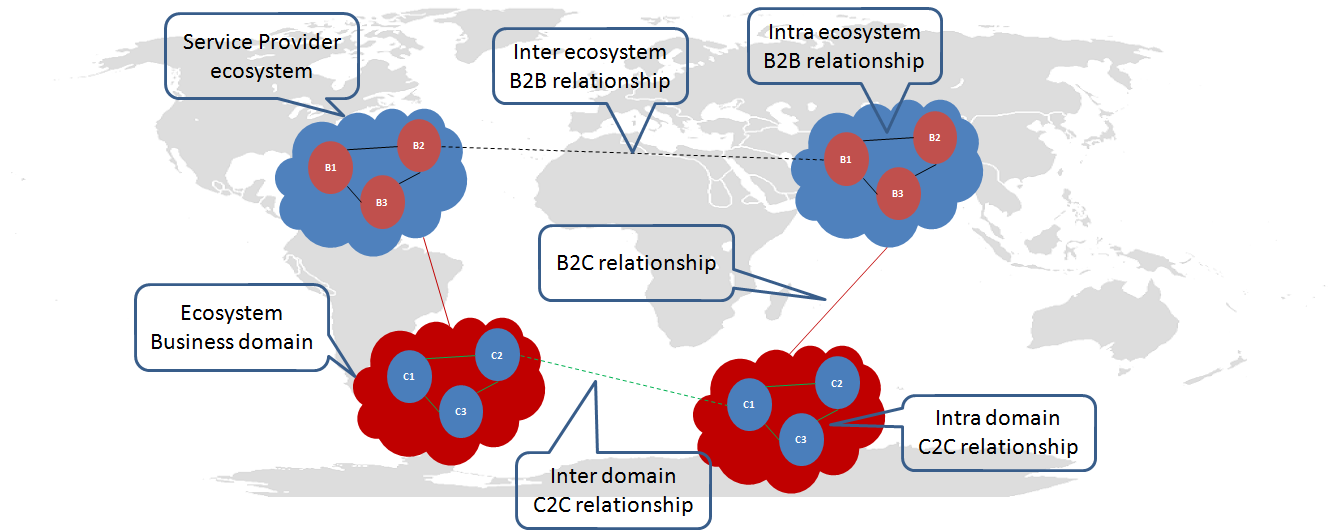 Service Provider
ecosystem
Inter ecosystem
B2B relationship
Intra ecosystem
B2B relationship
B1
B2
B3
B1
B2
B3
B2C relationship
Ecosystem
Business domain
C1
C2
C3
C1
C2
C3
Intra domain
C2C relationship
Inter domain
C2C relationship